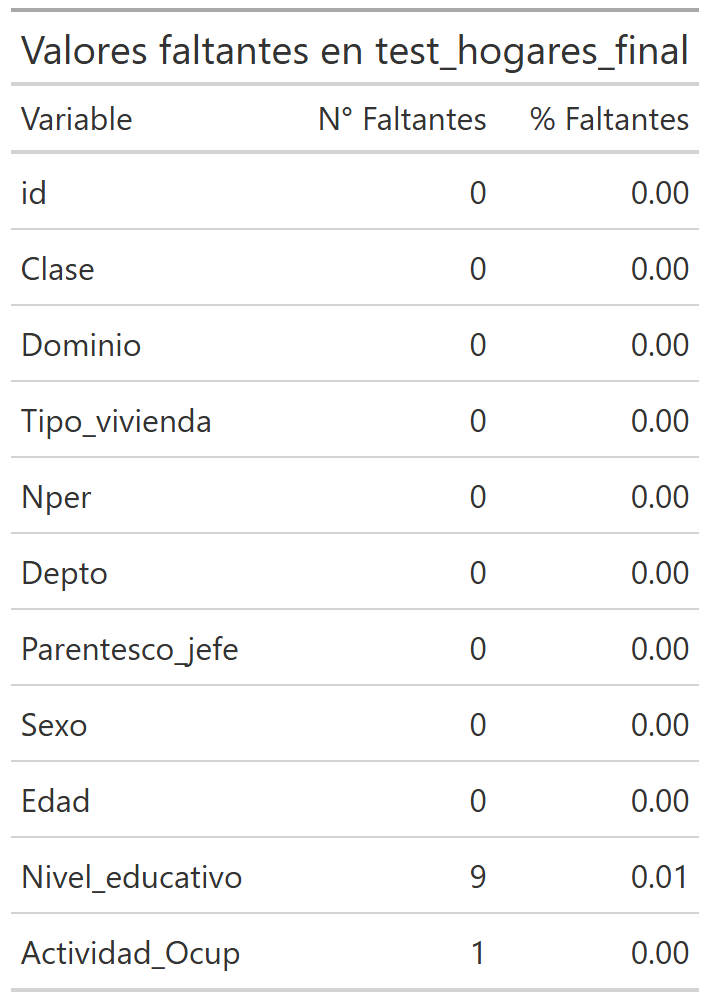 Valores faltantes en test_hogares_final
Variable N° Faltantes % Faltantes
id 0 0.00
Clase 0 0.00
Dominio 0 0.00
Tipo_vivienda 0 0.00
Nper 0 0.00
Depto 0 0.00
Parentesco_jefe 0 0.00
Sexo 0 0.00
Edad 0 0.00
Nivel_educativo 9 0.01
Actividad_Ocup 1 0.00